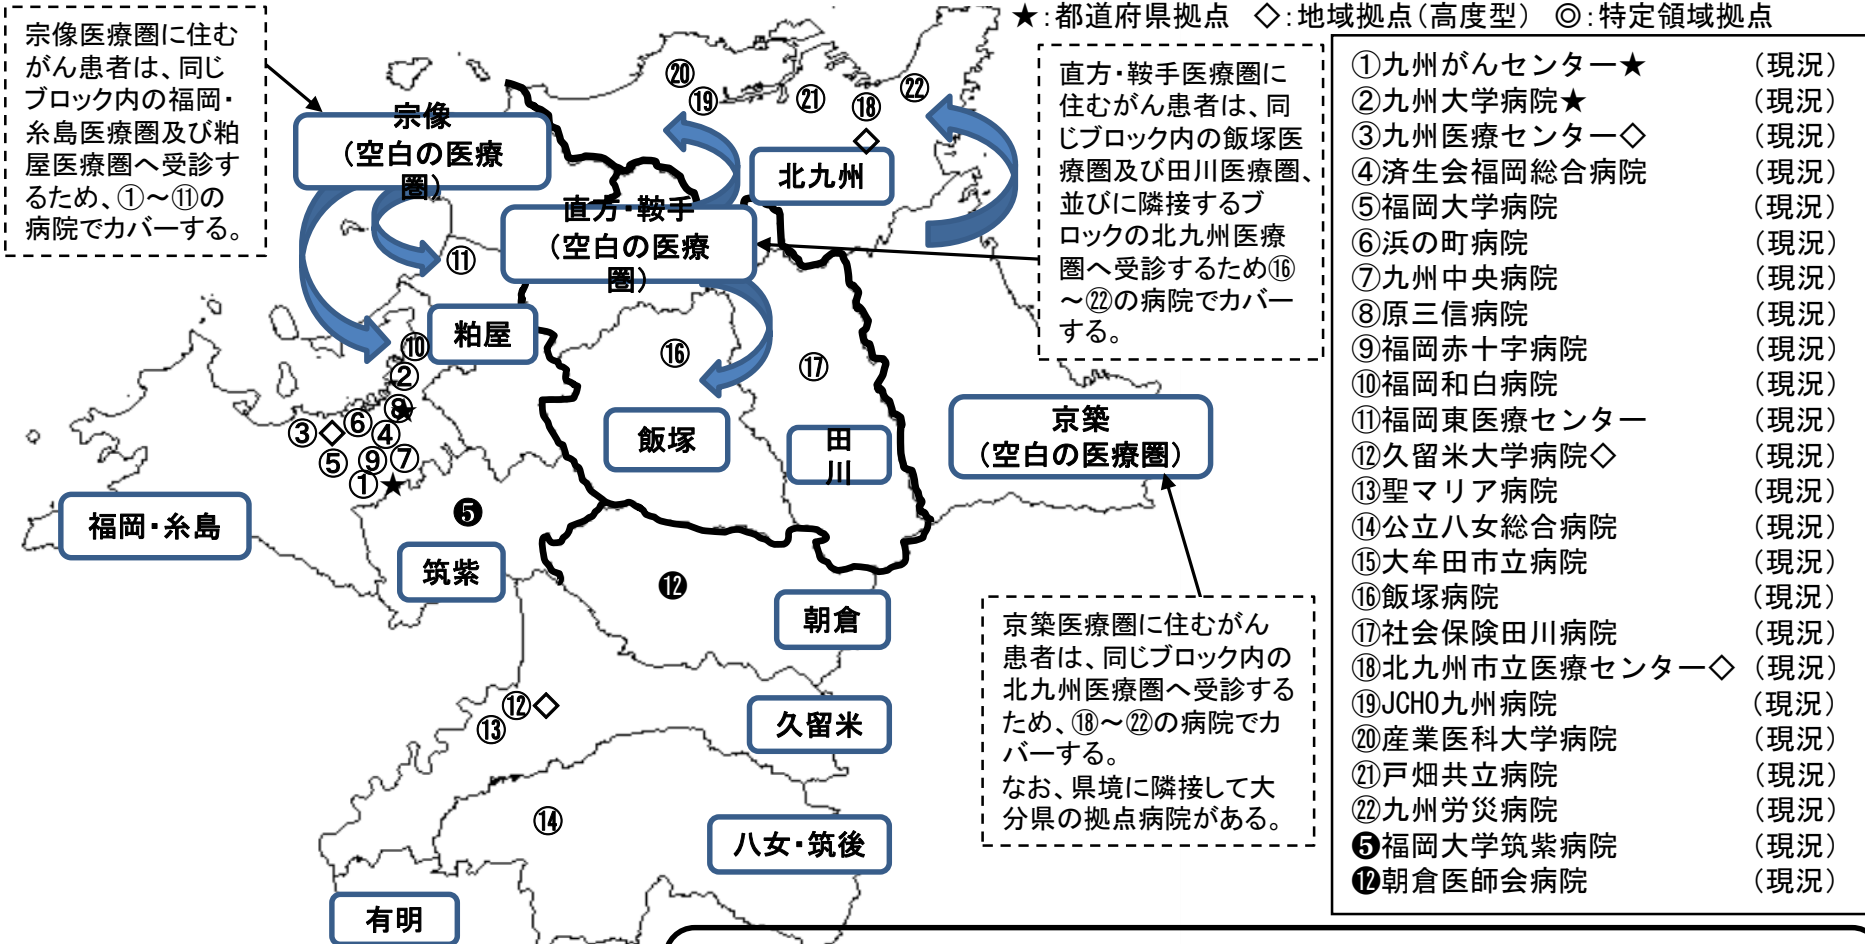 ★：都道府県拠点　◇：地域拠点（高度型）　◎：特定領域拠点
宗像医療圏に住む
がん患者は、同じ
ブロック内の福岡・
糸島医療圏及び粕
屋医療圏へ受診す
るため、①～⑪の
病院でカバーする。
宗像
（空白の医療
圏）
直方・鞍手
（空白の医療
圏）
直方・鞍手医療圏に
住むがん患者は、同
じブロック内の飯塚医
療圏及び田川医療圏、
並びに隣接するブ
ロックの北九州医療
圏へ受診するため⑯
～㉒の病院でカバー
する。
⑳
⑲
㉑
⑱
㉒
◇
北九州
⑪
粕屋
⑩
②
⑧★
③◇
⑥
④
⑤
⑨
⑦
①★
⑯
⑰
飯塚
田
川
京築
（空白の医療圏）
福岡・糸島
❺
筑紫
⓬
朝倉
京築医療圏に住むがん
患者は、同じブロック内の
北九州医療圏へ受診する
ため、⑱～㉒の病院でカ
バーする。
なお、県境に隣接して大
分県の拠点病院がある。
⑫◇
⑬
久留米
⑭
八女・筑後
有明
①九州がんセンター★　（現況）
②九州大学病院★　（現況）
③九州医療センター◇　（現況）
④済生会福岡総合病院　（現況）
⑤福岡大学病院　（現況）
⑥浜の町病院　（現況）
⑦九州中央病院　（現況）
⑧原三信病院　（現況）
⑨福岡赤十字病院　（現況）
⑩福岡和白病院　（現況）
⑪福岡東医療センター　（現況）
⑫久留米大学病院◇　（現況）
⑬聖マリア病院　（現況）
⑭公立八女総合病院　（現況）
⑮大牟田市立病院　（現況）
⑯飯塚病院　（現況）
⑰社会保険田川病院　（現況）
⑱北九州市立医療センター◇　（現況）
⑲JCHO九州病院　（現況）
⑳産業医科大学病院　（現況）
㉑戸畑共立病院　（現況）
㉒九州労災病院　（現況）
❺福岡大学筑紫病院　（現況）
⓬朝倉医師会病院　（現況）